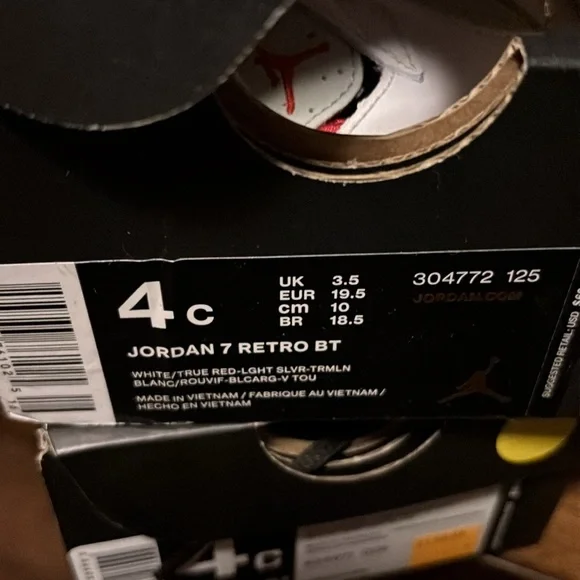 4 C
UK 3.5
EUR 19.5
cm 10
BR 18.5
304772 125
JORDAN.COM
JORDAN 7 RETRO BT
WHITE/TRUE RED-LGHT SLVR-TRMLN
BLANC/ROUVIF-BLCARG-V TOU
MADE IN VIETNAM / FABRIQUE AU VIETNAM /
HECHO EN VIETNAM
SUGGESTED RETAIL: USD
4 C